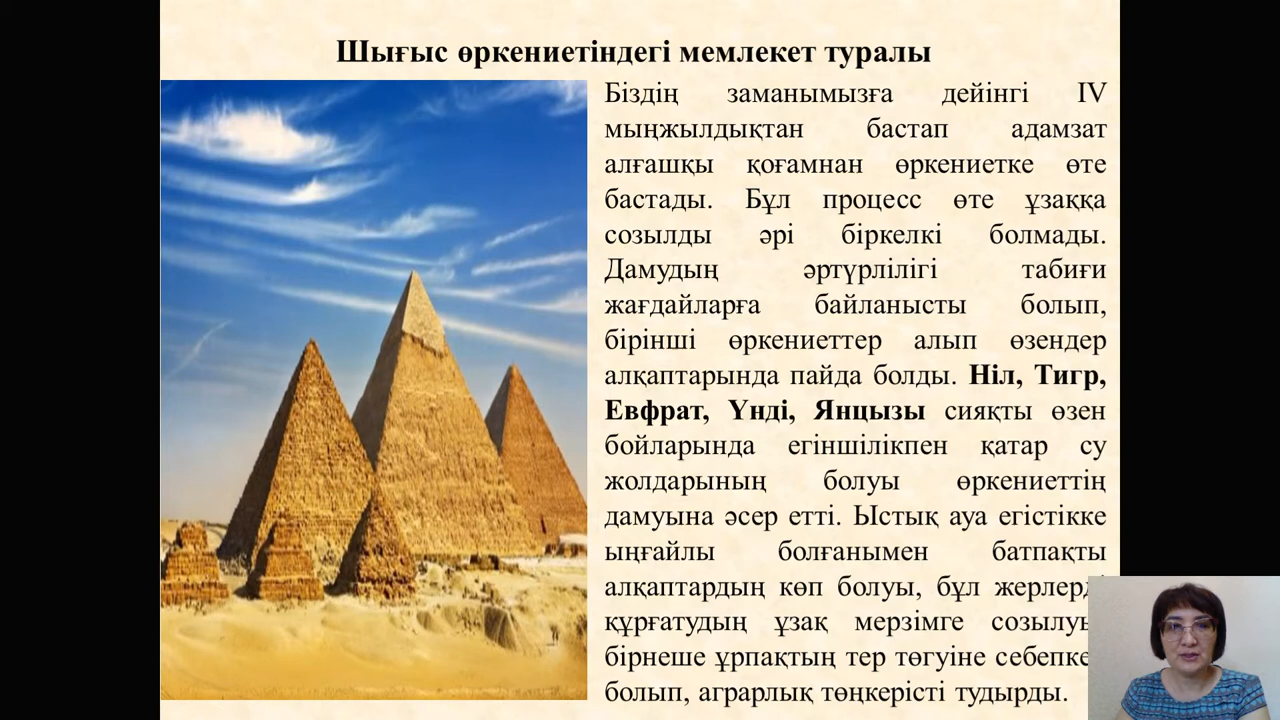 Шығыс өркениетіндегі мемлекет туралы
Біздің заманымызға дейінгі IV
мыңжылдықтан бастап адамзат
алғашқы қоғамнан өркениетке өте
бастады. Бұл процесс өте ұзаққа
созылды әрі біркелкі болмады.
Дамудың әртүрлілігі табиғи
жағдайларға байланысты болып,
бірінші өркениеттер алып өзендер
алқаптарында пайда болды. Ніл, Тигр,
Евфрат, Үнді, Янцызы сияқты өзен
бойларында егіншілікпен қатар су
жолдарының болуы өркениеттің
дамуына әсер етті. Ыстық ауа егістікке
ыңғайлы болғанымен батпақты
алқаптардың көп болуы, бұл
құрғатудың ұзақ мерзімге
бірнеше ұрпақтың тер төгуіне
болып, аграрлық төңкерісті тудырды.